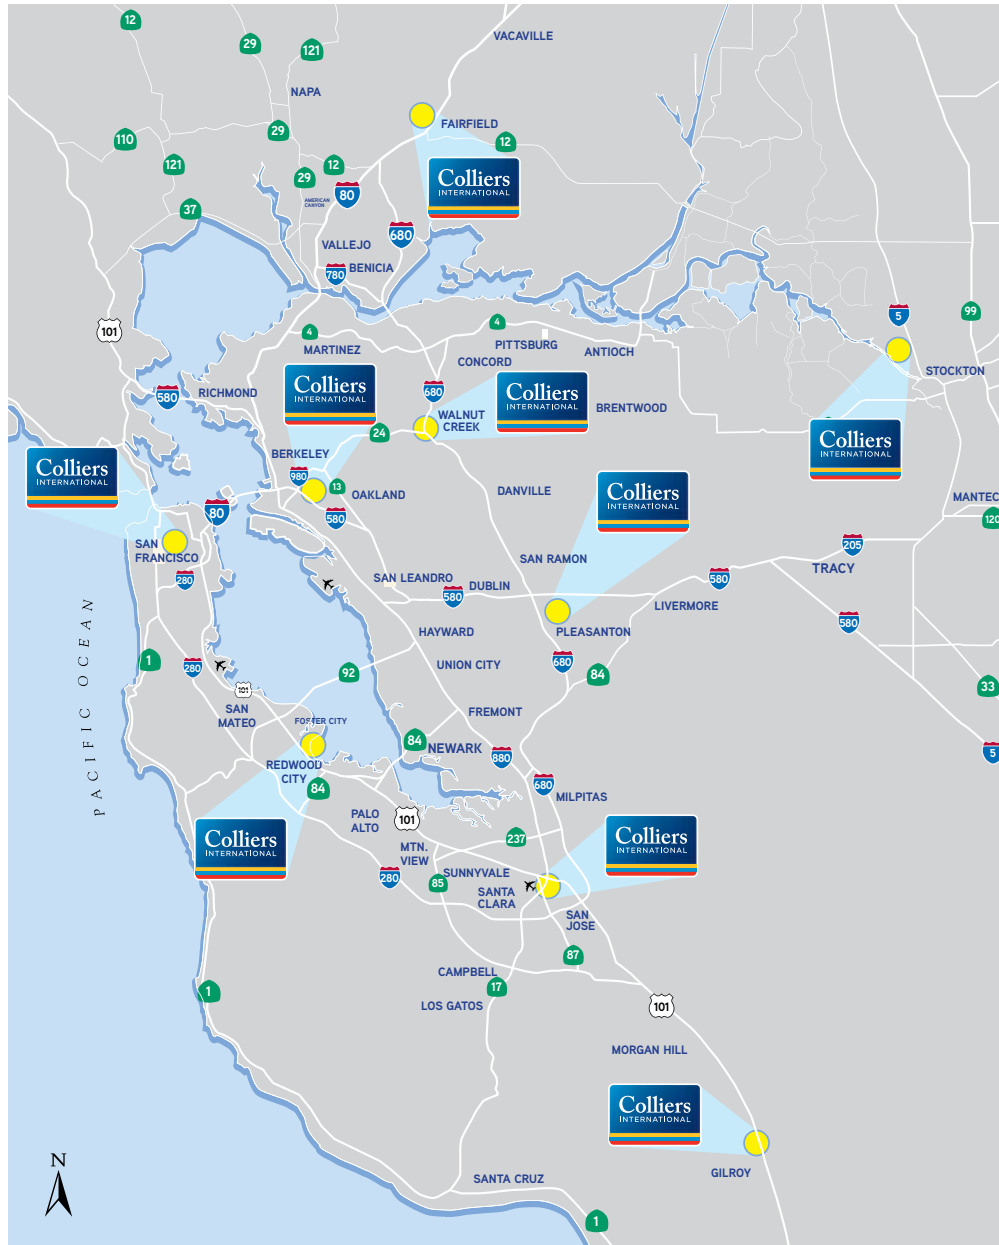 12
VACAVILLE
29
121
NAPA
FAIRFIELD
29
110
12
121
12
29
80
Colliers
INTERNATIONAL
AMERICAN
CANYON
37
680
VALLEJO
780
BENICIA
5
99
101
4
4
PITTSBURG
MARTINEZ
ANTIOCH
CONCORD
STOCKTON
580
RICHMOND
Colliers
INTERNATIONAL
680
Colliers
INTERNATIONAL
BRENTWOOD
WALNUT
CREEK
24
Colliers
INTERNATIONAL
BERKELEY
Colliers
INTERNATIONAL
980
13
OAKLAND
DANVILLE
Colliers
INTERNATIONAL
MANTEC
80
580
120
SAN
FRANCISCO
205
SAN RAMON
TRACY
280
SAN LEANDRO
DUBLIN
580
580
LIVERMORE
PACIFIC OCEAN
580
HAYWARD
PLEASANTON
1
280
92
UNION CITY
680
84
33
101
SAN
MATEO
FOSTER CITY
FREMONT
84
NEWARK
880
5
REDWOOD
CITY
84
680
MILPITAS
PALO
ALTO
101
237
Colliers
INTERNATIONAL
Colliers
INTERNATIONAL
MTN.
VIEW
280
SUNNYVALE
85
SANTA
CLARA
SAN
JOSE
87
CAMPBELL
17
1
LOS GATOS
101
MORGAN HILL
Colliers
INTERNATIONAL
N
GILROY
SANTA CRUZ
1